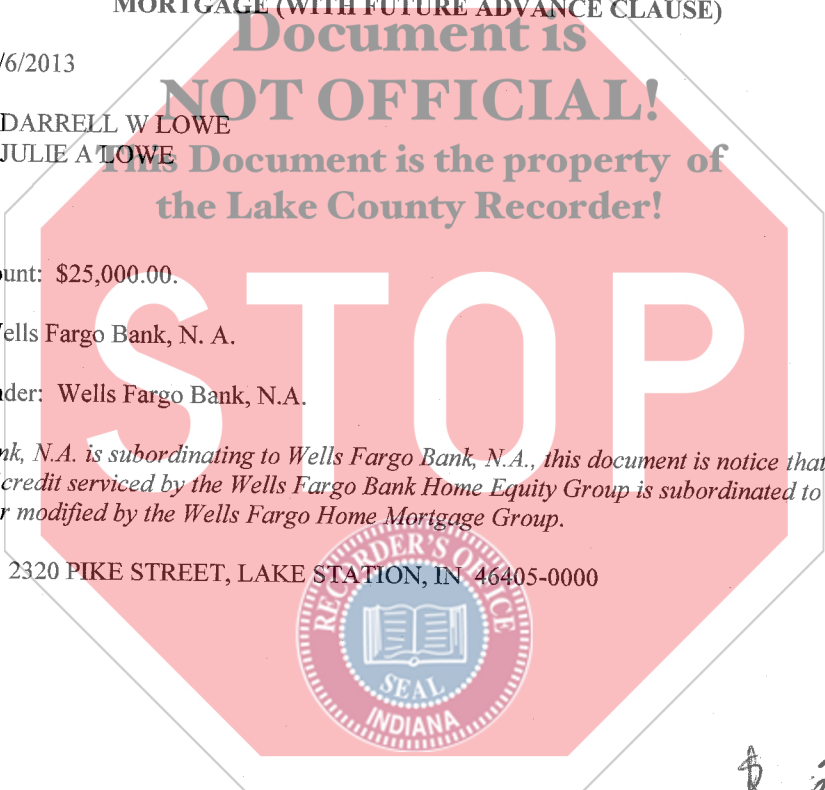 MORTGAGE (WITH FUTURE ADVANCE CLAUSE)
Document is
/6/2013
NOT OFFICIAL!
DARRELL W LOWE
JULIE A LOWE
This Document is the property of
the Lake County Recorder!
ount: $25,000.00.
STOP
Wells Fargo Bank, N. A.
nder: Wells Fargo Bank, N.A.
nk, N.A. is subordinating to Wells Fargo Bank, N.A., this document is notice that
credit serviced by the Wells Fargo Bank Home Equity Group is subordinated to
r modified by the Wells Fargo Home Mortgage Group.
2320 PIKE STREET, LAKE STATION, IN 46405-0000
RECORDER'S OFFICE
SEAL
INDIANA